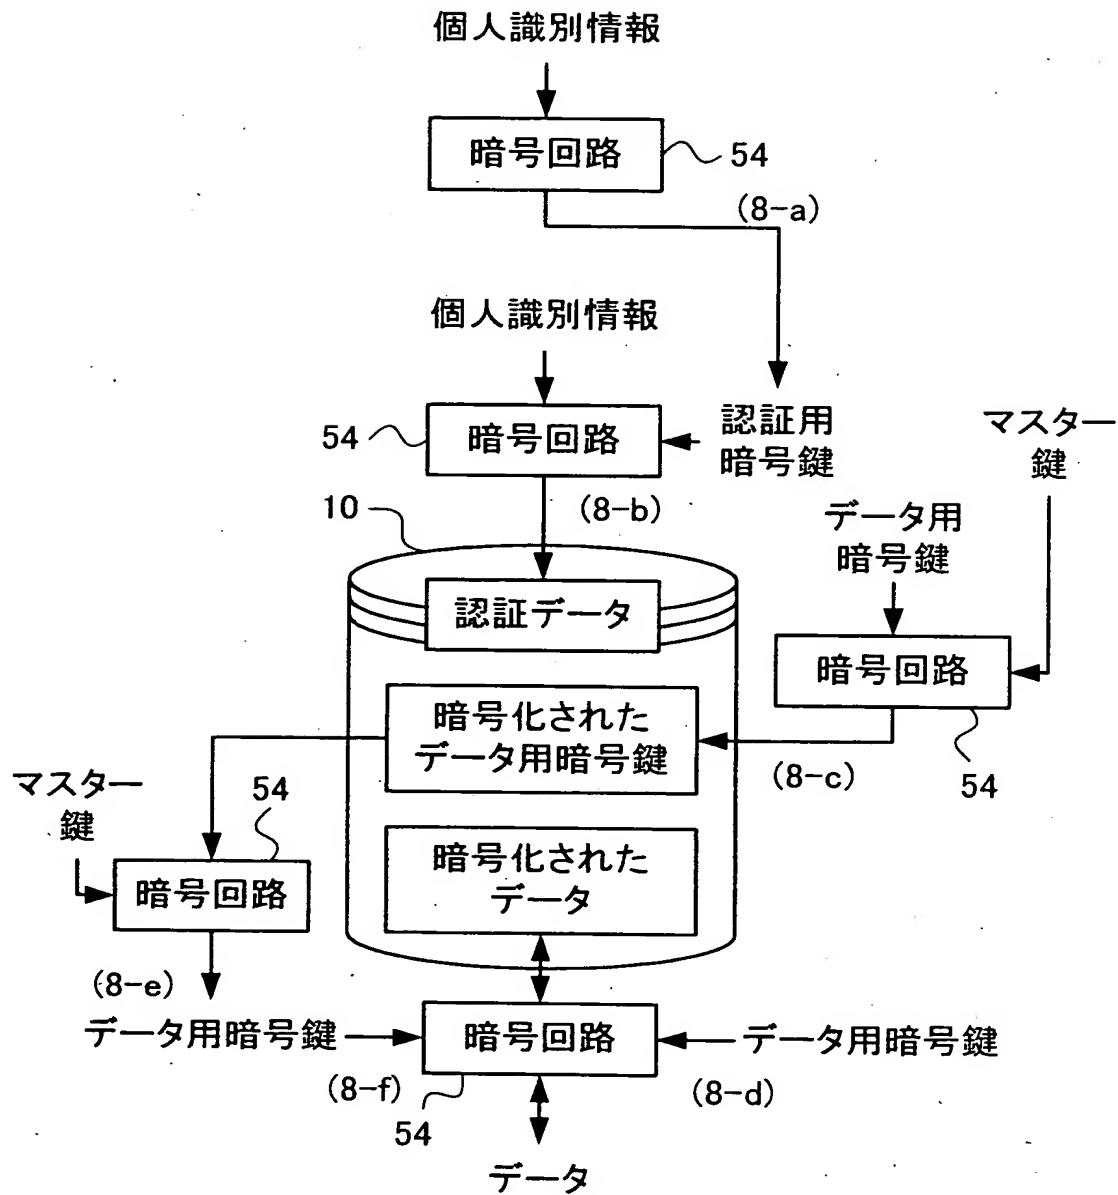 個人識別情報
暗号回路
54
(8-a)
個人識別情報
54
暗号回路
認証用
暗号鍵
マスター
鍵
10
(8-b)
データ用
暗号鍵
認証データ
暗号回路
暗号化された
データ用暗号鍵
(8-c)
54
マスター
鍵
54
暗号化された
データ
暗号回路
(8-e)
データ用暗号鍵
暗号回路
データ用暗号鍵
(8-f)
(8-d)
54
データ